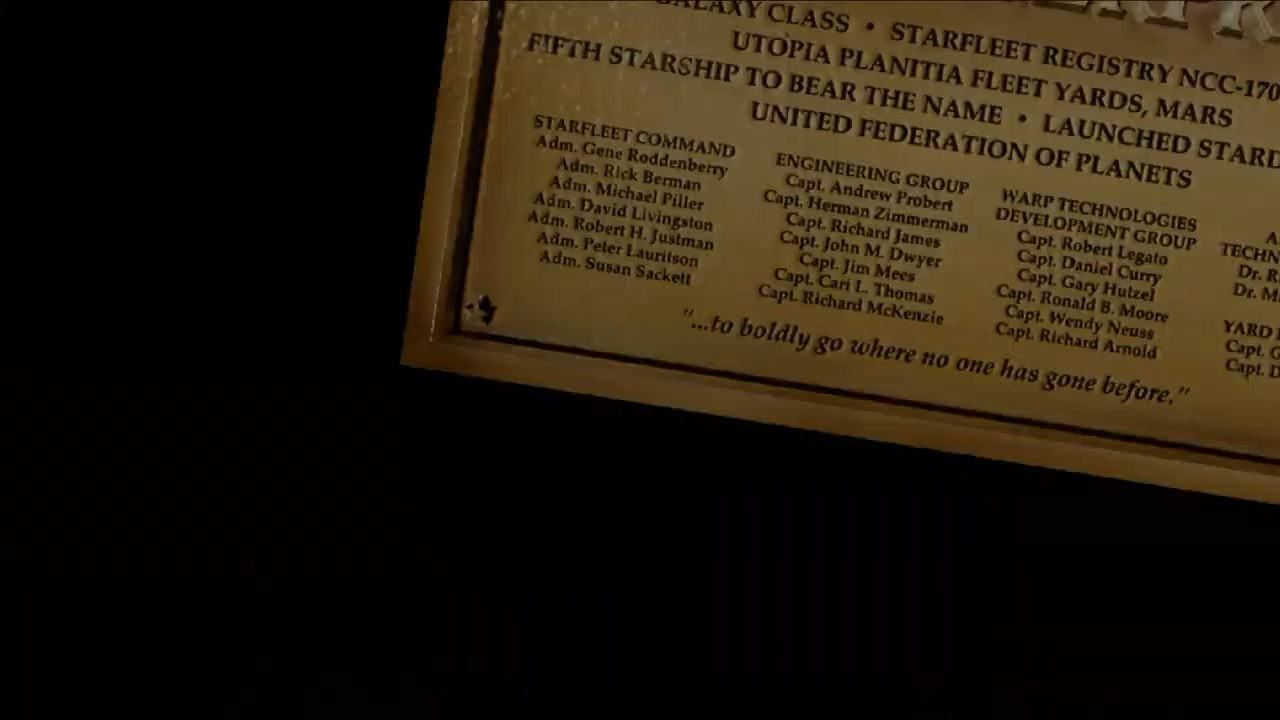 GALAXY CLASS • STARFLEET REGISTRY NCC-170
UTOPIA PLANITIA FLEET YARDS, MARS
FIFTH STARSHIP TO BEAR THE NAME • LAUNCHED STARD
UNITED FEDERATION OF PLANETS
STARFLEET COMMAND
Adm. Gene Roddenberry
Adm. Rick Berman
Adm. Michael Piller
Adm. David Livingston
Adm. Robert H. Justman
Adm. Peter Lauritson
Adm. Susan Sackett
ENGINEERING GROUP
Capt. Andrew Probert
Capt. Herman Zimmerman
Capt. Richard James
Capt. John M. Dwyer
Capt. Jim Mees
Capt. Cari L. Thomas
Capt. Richard McKenzie
WARP TECHNOLOGIES
DEVELOPMENT GROUP
Capt. Robert Legato
Capt. Daniel Curry
Capt. Gary Hutzel
Capt. Ronald B. Moore
Capt. Wendy Neuss
Capt. Richard Arnold
A
TECHN
Dr. R
Dr. M
YARD
Capt. G
Capt. D
"...to boldly go where no one has gone before."